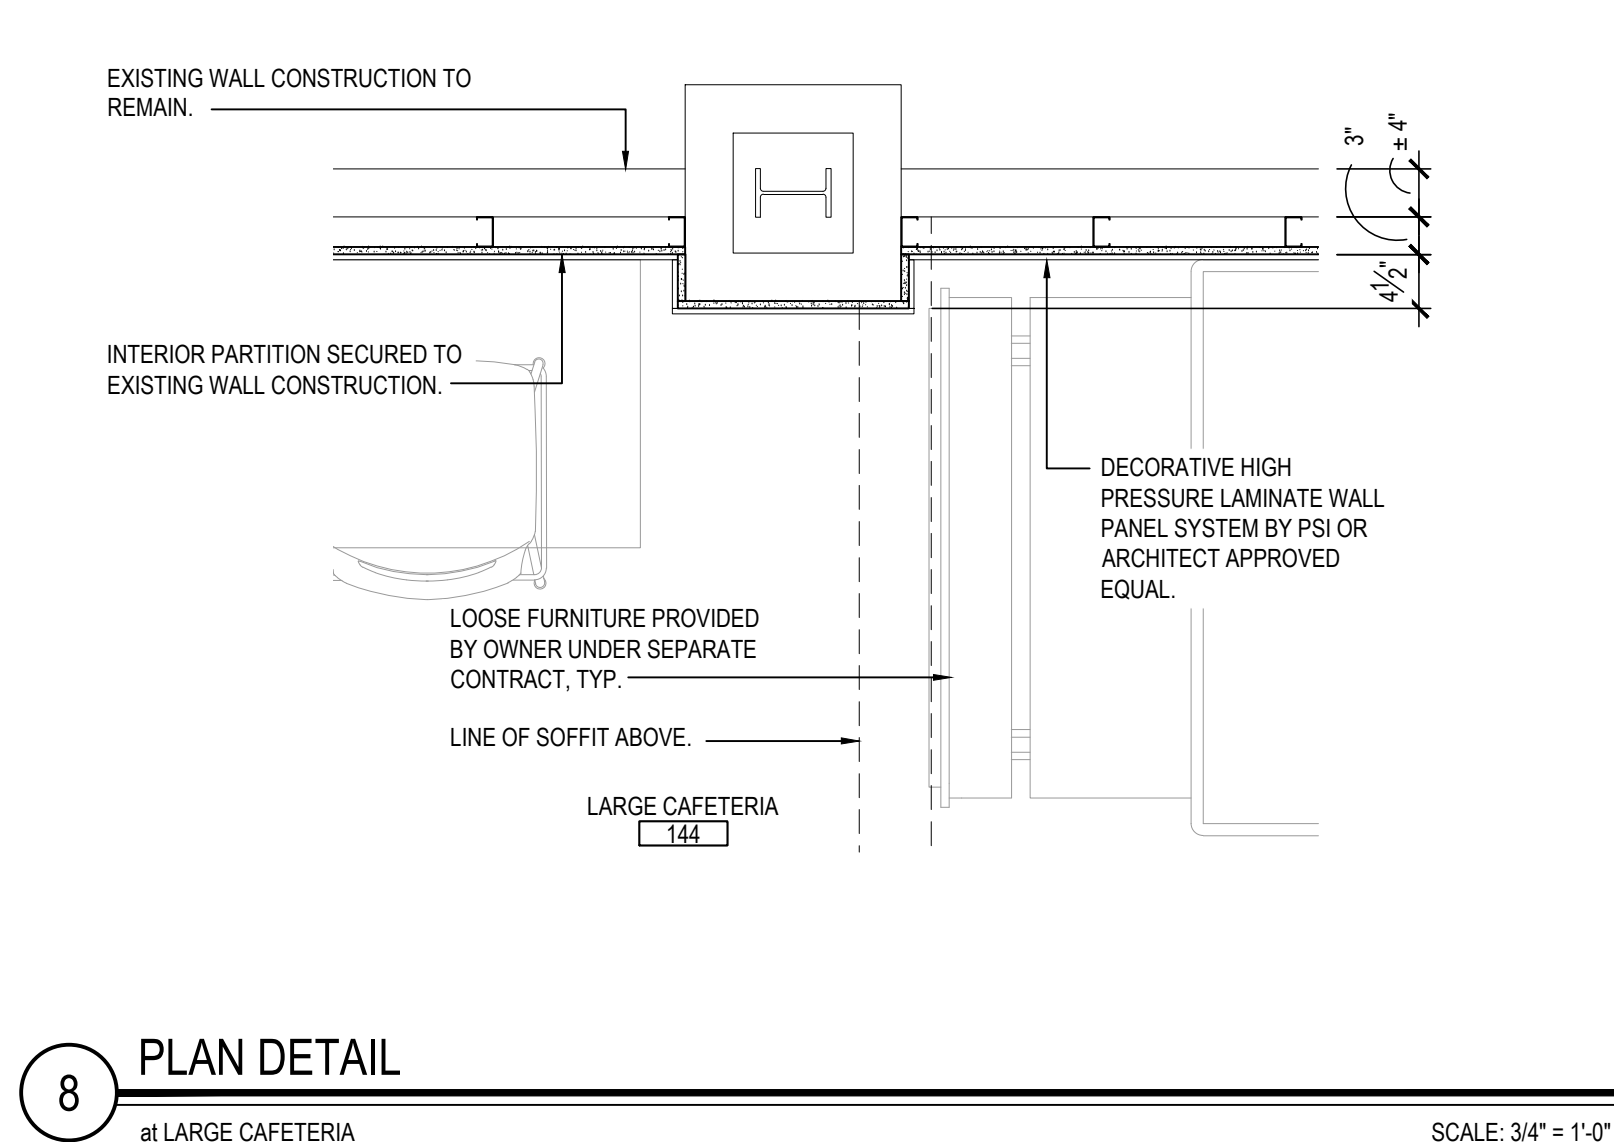 EXISTING WALL CONSTRUCTION TO
REMAIN.
3"
± 4"
4½"
INTERIOR PARTITION SECURED TO
EXISTING WALL CONSTRUCTION.
DECORATIVE HIGH
PRESSURE LAMINATE WALL
PANEL SYSTEM BY PSI OR
ARCHITECT APPROVED
EQUAL.
LOOSE FURNITURE PROVIDED
BY OWNER UNDER SEPARATE
CONTRACT, TYP.
LINE OF SOFFIT ABOVE.
LARGE CAFETERIA
144
8
PLAN DETAIL
at LARGE CAFETERIA
SCALE: 3/4" = 1'-0"